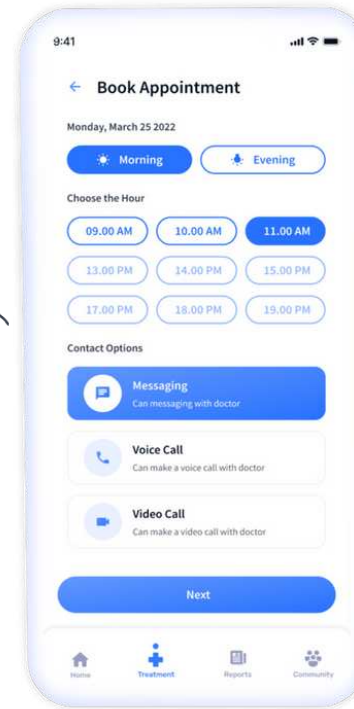 9:41
Book Appointment
Monday, March 25 2022
Morning Evening
Choose the Hour
09.00 AM 10.00 AM 11.00 AM
13.00 PM 14.00 PM 15.00 PM
17.00 PM 18.00 PM 19.00 PM
Contact Options
Messaging
Can messaging with doctor
Voice Call
Can make a voice call with doctor
Video Call
Can make a video call with doctor
Next
Home Treatment Reports Community